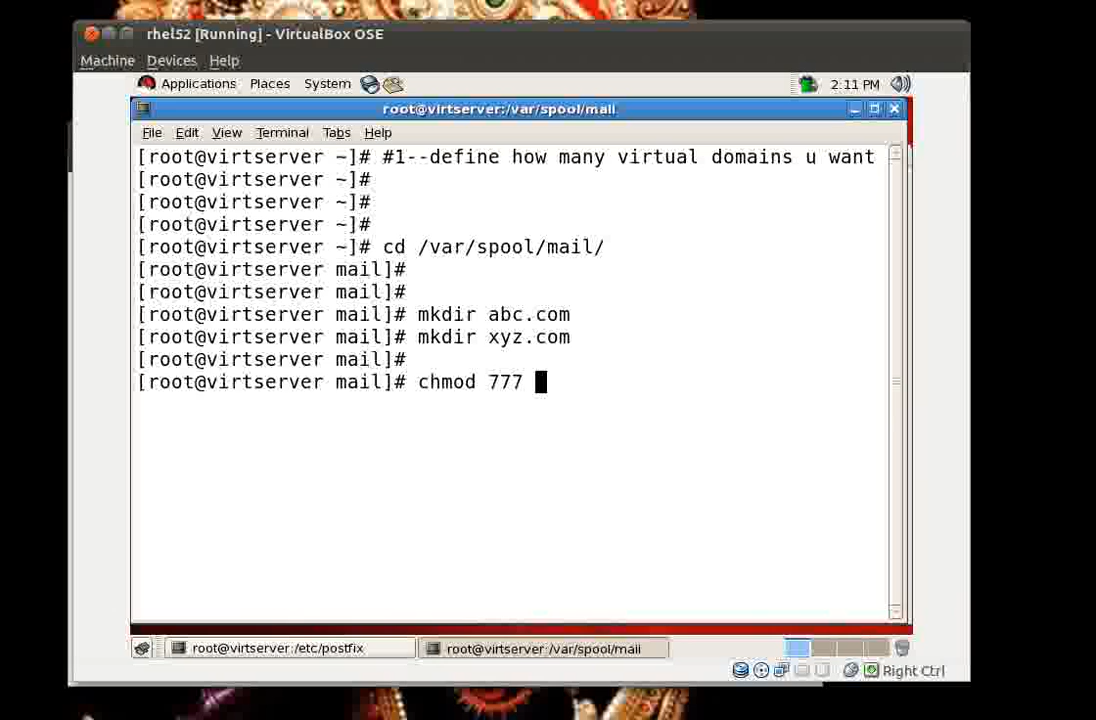 rhel52 [Running] - VirtualBox OSE
Machine Devices Help
Applications Places System 2:11 PM
root@virtserver:/var/spool/mail
File Edit View Terminal Tabs Help
[root@virtserver ~]# #1--define how many virtual domains u want
[root@virtserver ~]#
[root@virtserver ~]#
[root@virtserver ~]#
[root@virtserver ~]# cd /var/spool/mail/
[root@virtserver mail]#
[root@virtserver mail]#
[root@virtserver mail]# mkdir abc.com
[root@virtserver mail]# mkdir xyz.com
[root@virtserver mail]#
[root@virtserver mail]# chmod 777
root@virtserver:/etc/postfix root@virtserver:/var/spool/mail
Right Ctrl